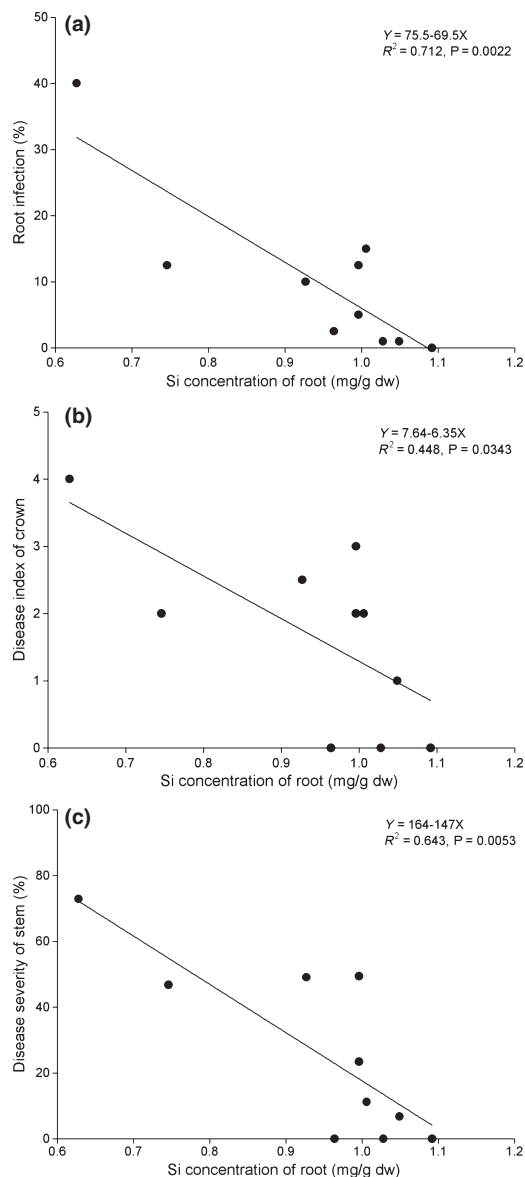 (a)
Y = 75.5-69.5X
R² = 0.712, P = 0.0022
50
40
30
20
10
0
Root infection (%)
0.6 0.7 0.8 0.9 1.0 1.1 1.2
Si concentration of root (mg/g dw)
(b)
Y = 7.64-6.35X
R² = 0.448, P = 0.0343
5
4
3
2
1
0
Disease index of crown
0.6 0.7 0.8 0.9 1.0 1.1 1.2
Si concentration of root (mg/g dw)
(c)
Y = 164-147X
R² = 0.643, P = 0.0053
100
80
60
40
20
0
Disease severity of stem (%)
0.6 0.7 0.8 0.9 1.0 1.1 1.2
Si concentration of root (mg/g dw)